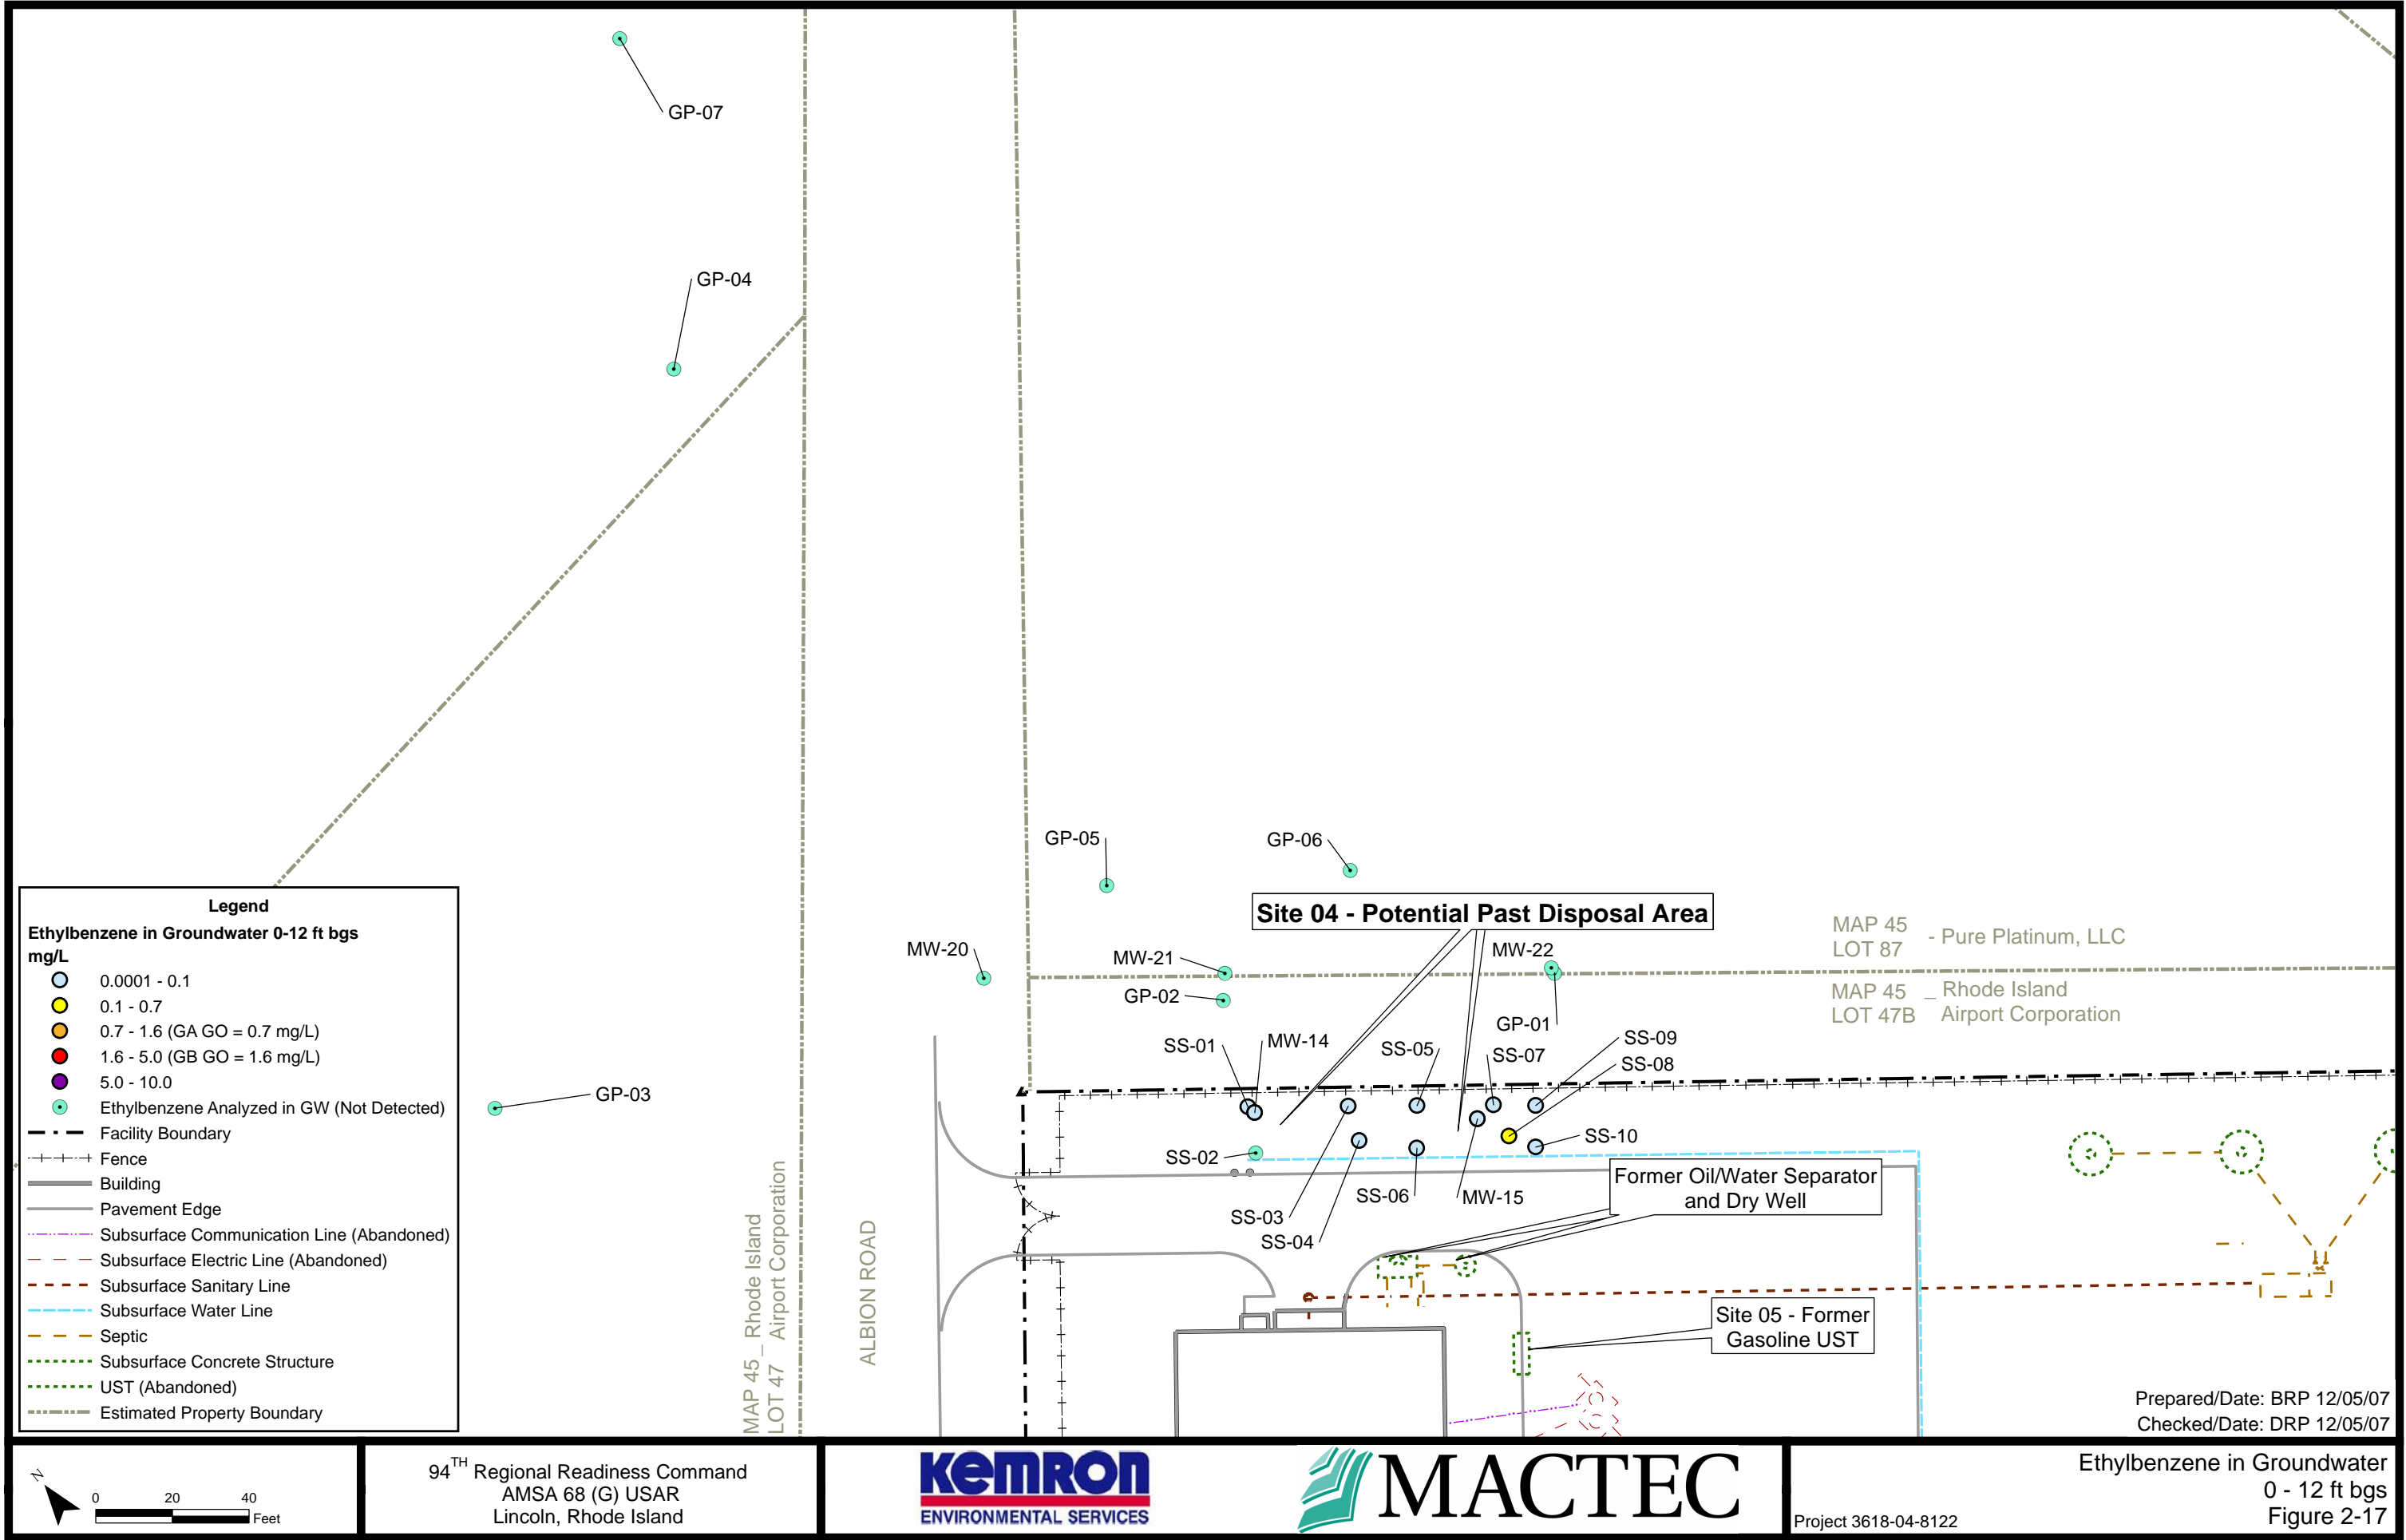 GP-07
GP-04
GP-05
GP-06
Site 04 - Potential Past Disposal Area
MW-20
MW-21
MW-22
GP-02
GP-01
MAP 45
LOT 87
- Pure Platinum, LLC
MAP 45
LOT 47B
_ Rhode Island
Airport Corporation
SS-01
MW-14
SS-05
SS-07
SS-09
SS-08
GP-03
SS-02
SS-10
SS-06
MW-15
SS-03
SS-04
Former Oil/Water Separator
and Dry Well
Site 05 - Former
Gasoline UST
MAP 45 _ Rhode Island
LOT 47 Airport Corporation
ALBION ROAD
Legend
Ethylbenzene in Groundwater 0-12 ft bgs
mg/L
0.0001 - 0.1
0.1 - 0.7
0.7 - 1.6 (GA GO = 0.7 mg/L)
1.6 - 5.0 (GB GO = 1.6 mg/L)
5.0 - 10.0
Ethylbenzene Analyzed in GW (Not Detected)
Facility Boundary
Fence
Building
Pavement Edge
Subsurface Communication Line (Abandoned)
Subsurface Electric Line (Abandoned)
Subsurface Sanitary Line
Subsurface Water Line
Septic
Subsurface Concrete Structure
UST (Abandoned)
Estimated Property Boundary
Prepared/Date: BRP 12/05/07
Checked/Date: DRP 12/05/07
N
0 20 40
Feet
94TH Regional Readiness Command
AMSA 68 (G) USAR
Lincoln, Rhode Island
KEMRON
ENVIRONMENTAL SERVICES
MACTEC
Project 3618-04-8122
Ethylbenzene in Groundwater
0 - 12 ft bgs
Figure 2-17